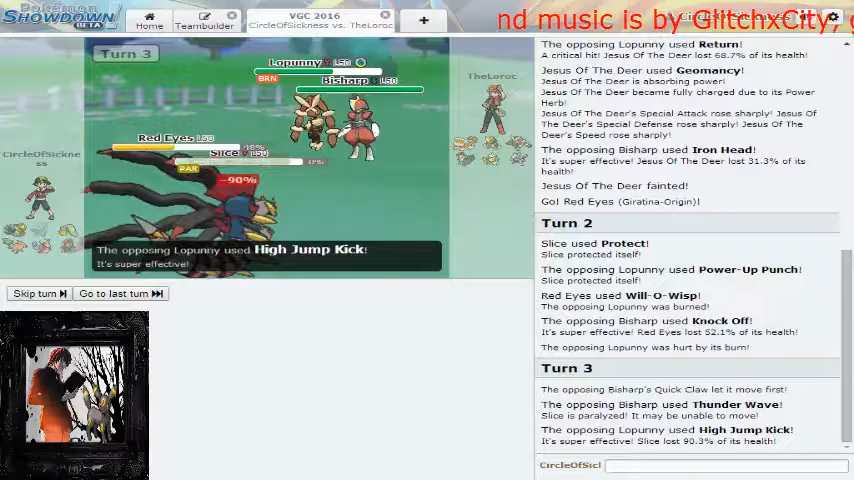 Pokémon
Showdown
BETA
Home
Teambuilder
VGC 2016
CircleOfSickness vs. TheLoroc
+
nd music is by GlitchxCity, g
Turn 3
Lopunny L50
BRN
Bisharp L50
TheLoroc
Red Eyes L50
48%
Slice L50
0%
PAR
-90%
CircleOfSickne
ss
The opposing Lopunny used High Jump Kick!
It's super effective!
Skip turn
Go to last turn
The opposing Lopunny used Return!
A critical hit! Jesus Of The Deer lost 68.7% of its health!
Jesus Of The Deer used Geomancy!
Jesus Of The Deer is absorbing power!
Jesus Of The Deer became fully charged due to its Power
Herb!
Jesus Of The Deer's Special Attack rose sharply! Jesus Of
The Deer's Special Defense rose sharply! Jesus Of The
Deer's Speed rose sharply!
The opposing Bisharp used Iron Head!
It's super effective! Jesus Of The Deer lost 31.3% of its
health!
Jesus Of The Deer fainted!
Go! Red Eyes (Giratina-Origin)!
Turn 2
Slice used Protect!
Slice protected itself!
The opposing Lopunny used Power-Up Punch!
Slice protected itself!
Red Eyes used Will-O-Wisp!
The opposing Lopunny was burned!
The opposing Bisharp used Knock Off!
It's super effective! Red Eyes lost 52.1% of its health!
The opposing Lopunny was hurt by its burn!
Turn 3
The opposing Bisharp's Quick Claw let it move first!
The opposing Bisharp used Thunder Wave!
Slice is paralyzed! It may be unable to move!
The opposing Lopunny used High Jump Kick!
It's super effective! Slice lost 90.3% of its health!
CircleOfSicl